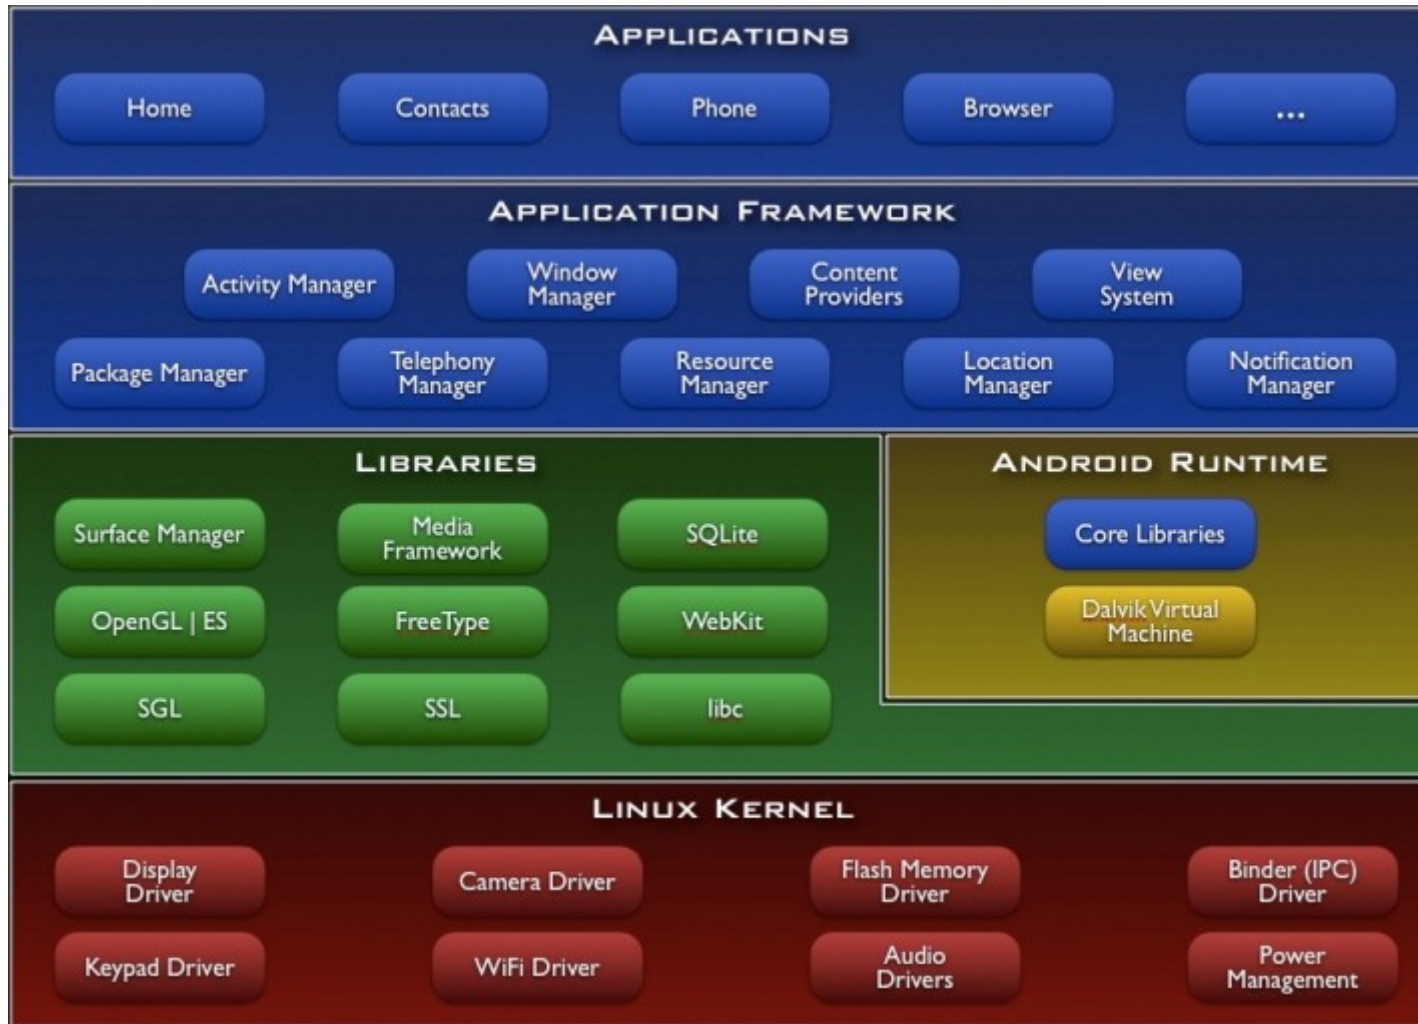 APPLICATIONS
Home
Contacts
Phone
Browser
...
APPLICATION FRAMEWORK
Activity Manager
Window
Manager
Content
Providers
View
System
Package Manager
Telephony
Manager
Resource
Manager
Location
Manager
Notification
Manager
LIBRARIES
Surface Manager
Media
Framework
SQLite
OpenGL | ES
FreeType
WebKit
SGL
SSL
libc
ANDROID RUNTIME
Core Libraries
Dalvik Virtual
Machine
LINUX KERNEL
Display
Driver
Camera Driver
Flash Memory
Driver
Binder (IPC)
Driver
Keypad Driver
WiFi Driver
Audio
Drivers
Power
Management